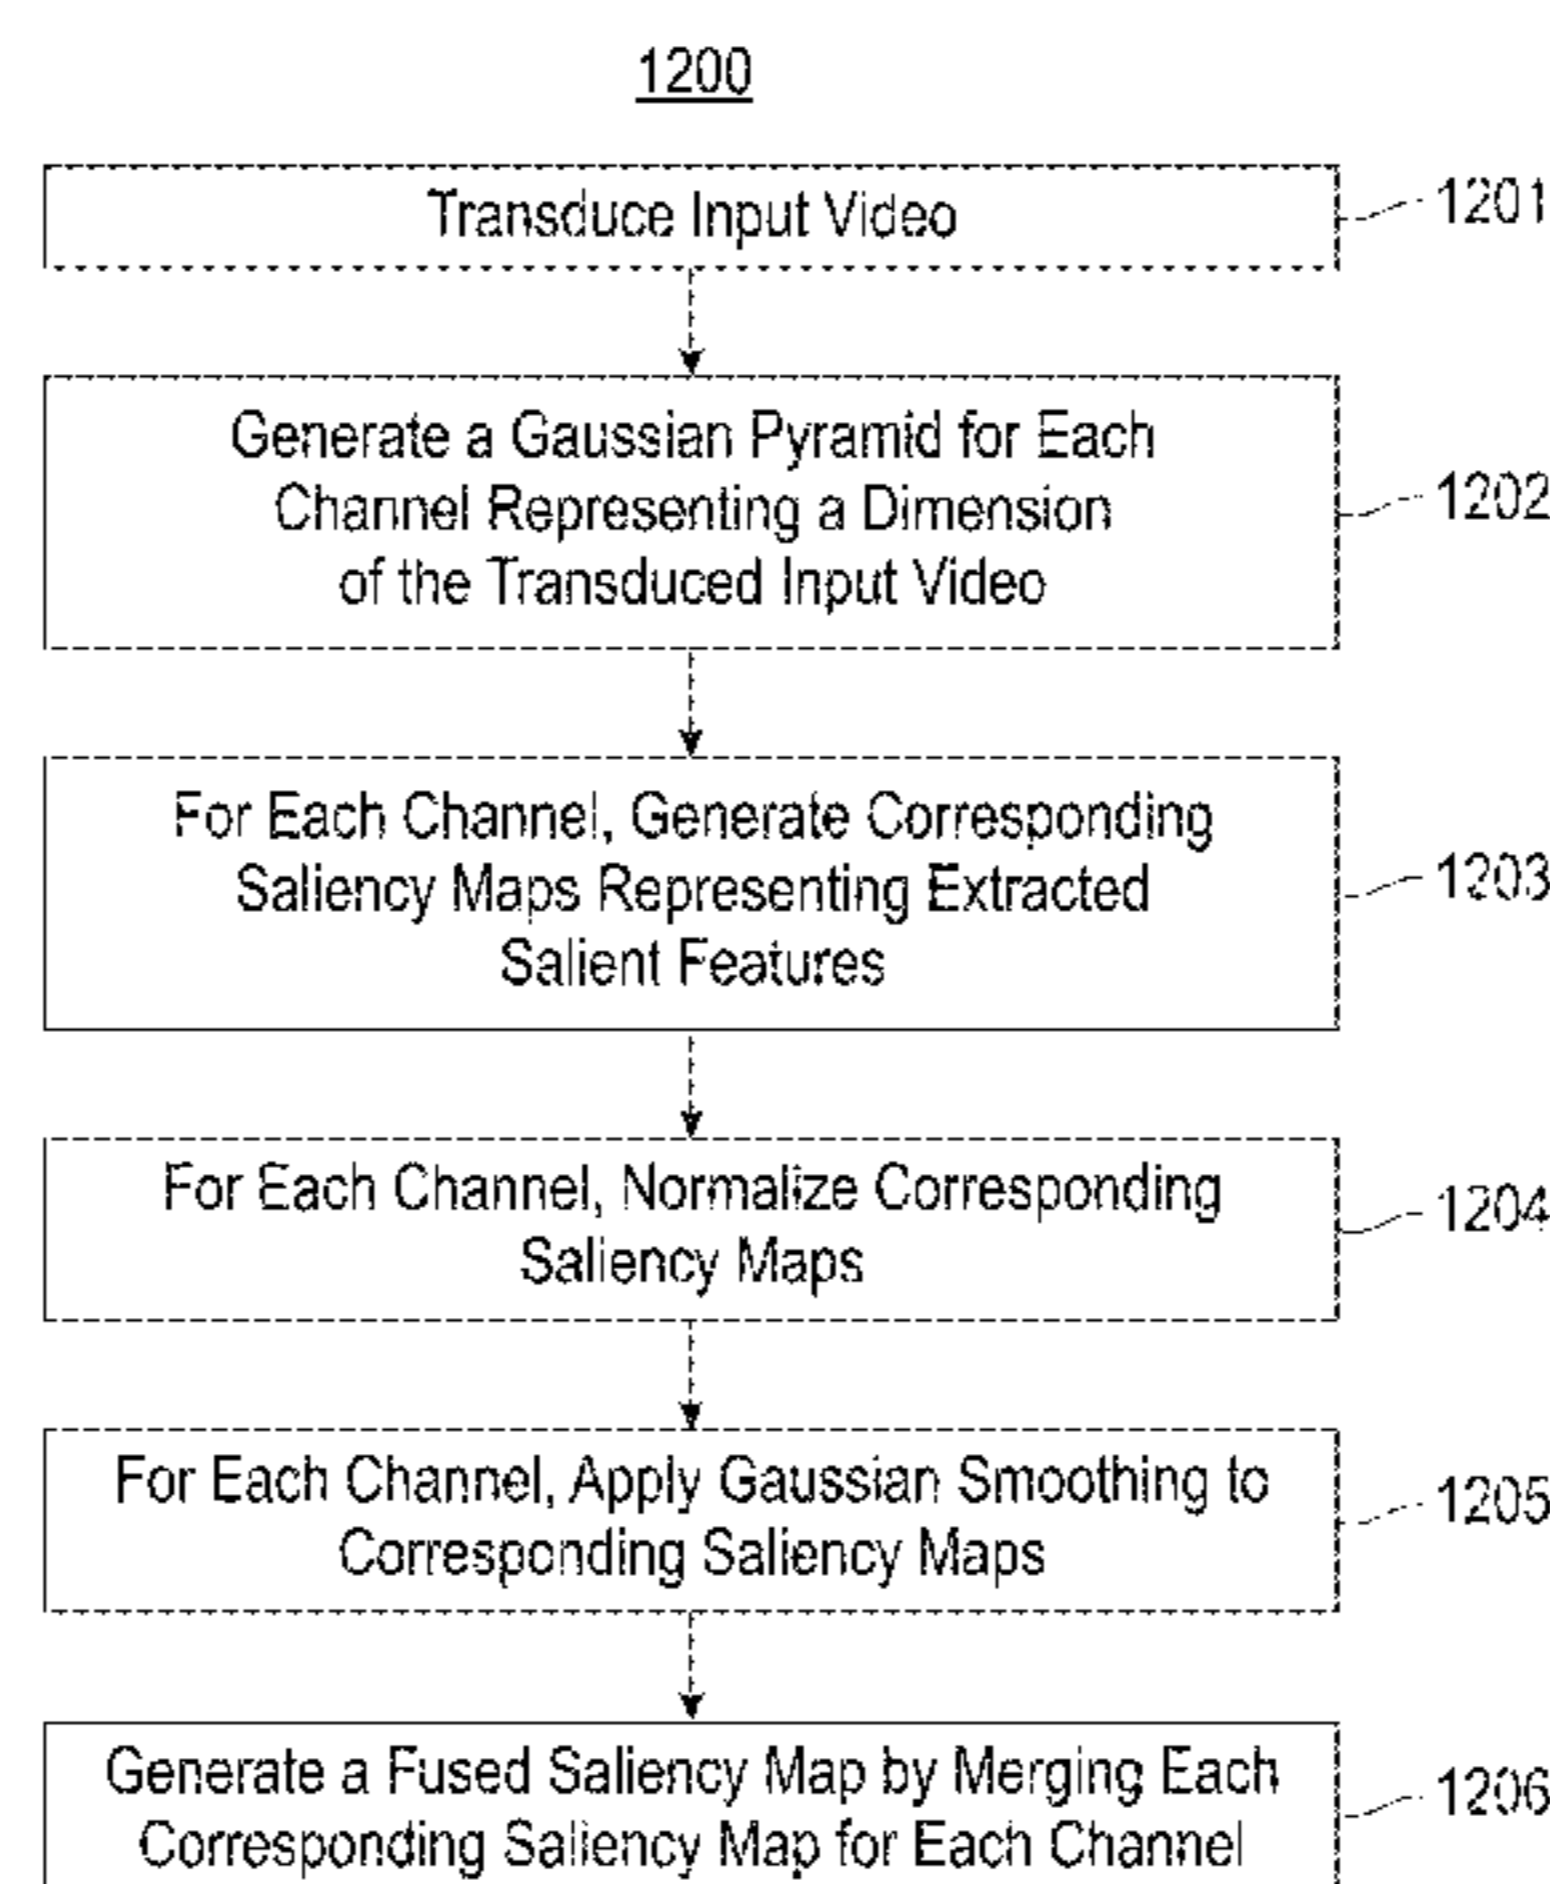 1200
Transduce Input Video
1201
Generate a Gaussian Pyramid for Each
Channel Representing a Dimension
of the Transduced Input Video
1202
For Each Channel, Generate Corresponding
Saliency Maps Representing Extracted
Salient Features
1203
For Each Channel, Normalize Corresponding
Saliency Maps
1204
For Each Channel, Apply Gaussian Smoothing to
Corresponding Saliency Maps
1205
Generate a Fused Saliency Map by Merging Each
Corresponding Saliency Map for Each Channel
1206